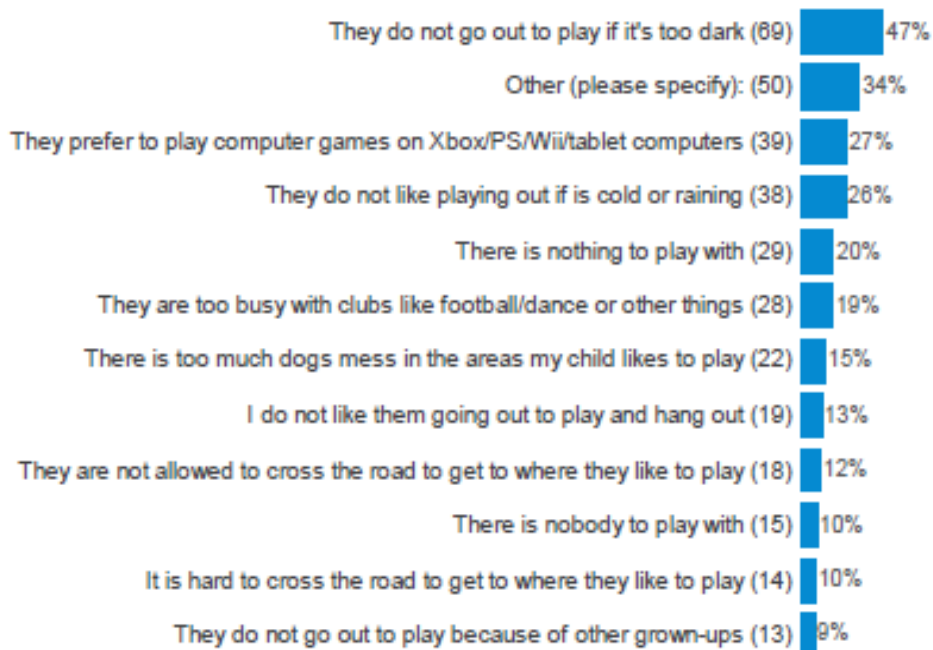 They do not go out to play if it's too dark (69) 47%
Other (please specify): (50) 34%
They prefer to play computer games on Xbox/PS/Wii/tablet computers (39) 27%
They do not like playing out if is cold or raining (38) 26%
There is nothing to play with (29) 20%
They are too busy with clubs like football/dance or other things (28) 19%
There is too much dogs mess in the areas my child likes to play (22) 15%
I do not like them going out to play and hang out (19) 13%
They are not allowed to cross the road to get to where they like to play (18) 12%
There is nobody to play with (15) 10%
It is hard to cross the road to get to where they like to play (14) 10%
They do not go out to play because of other grown-ups (13) 9%